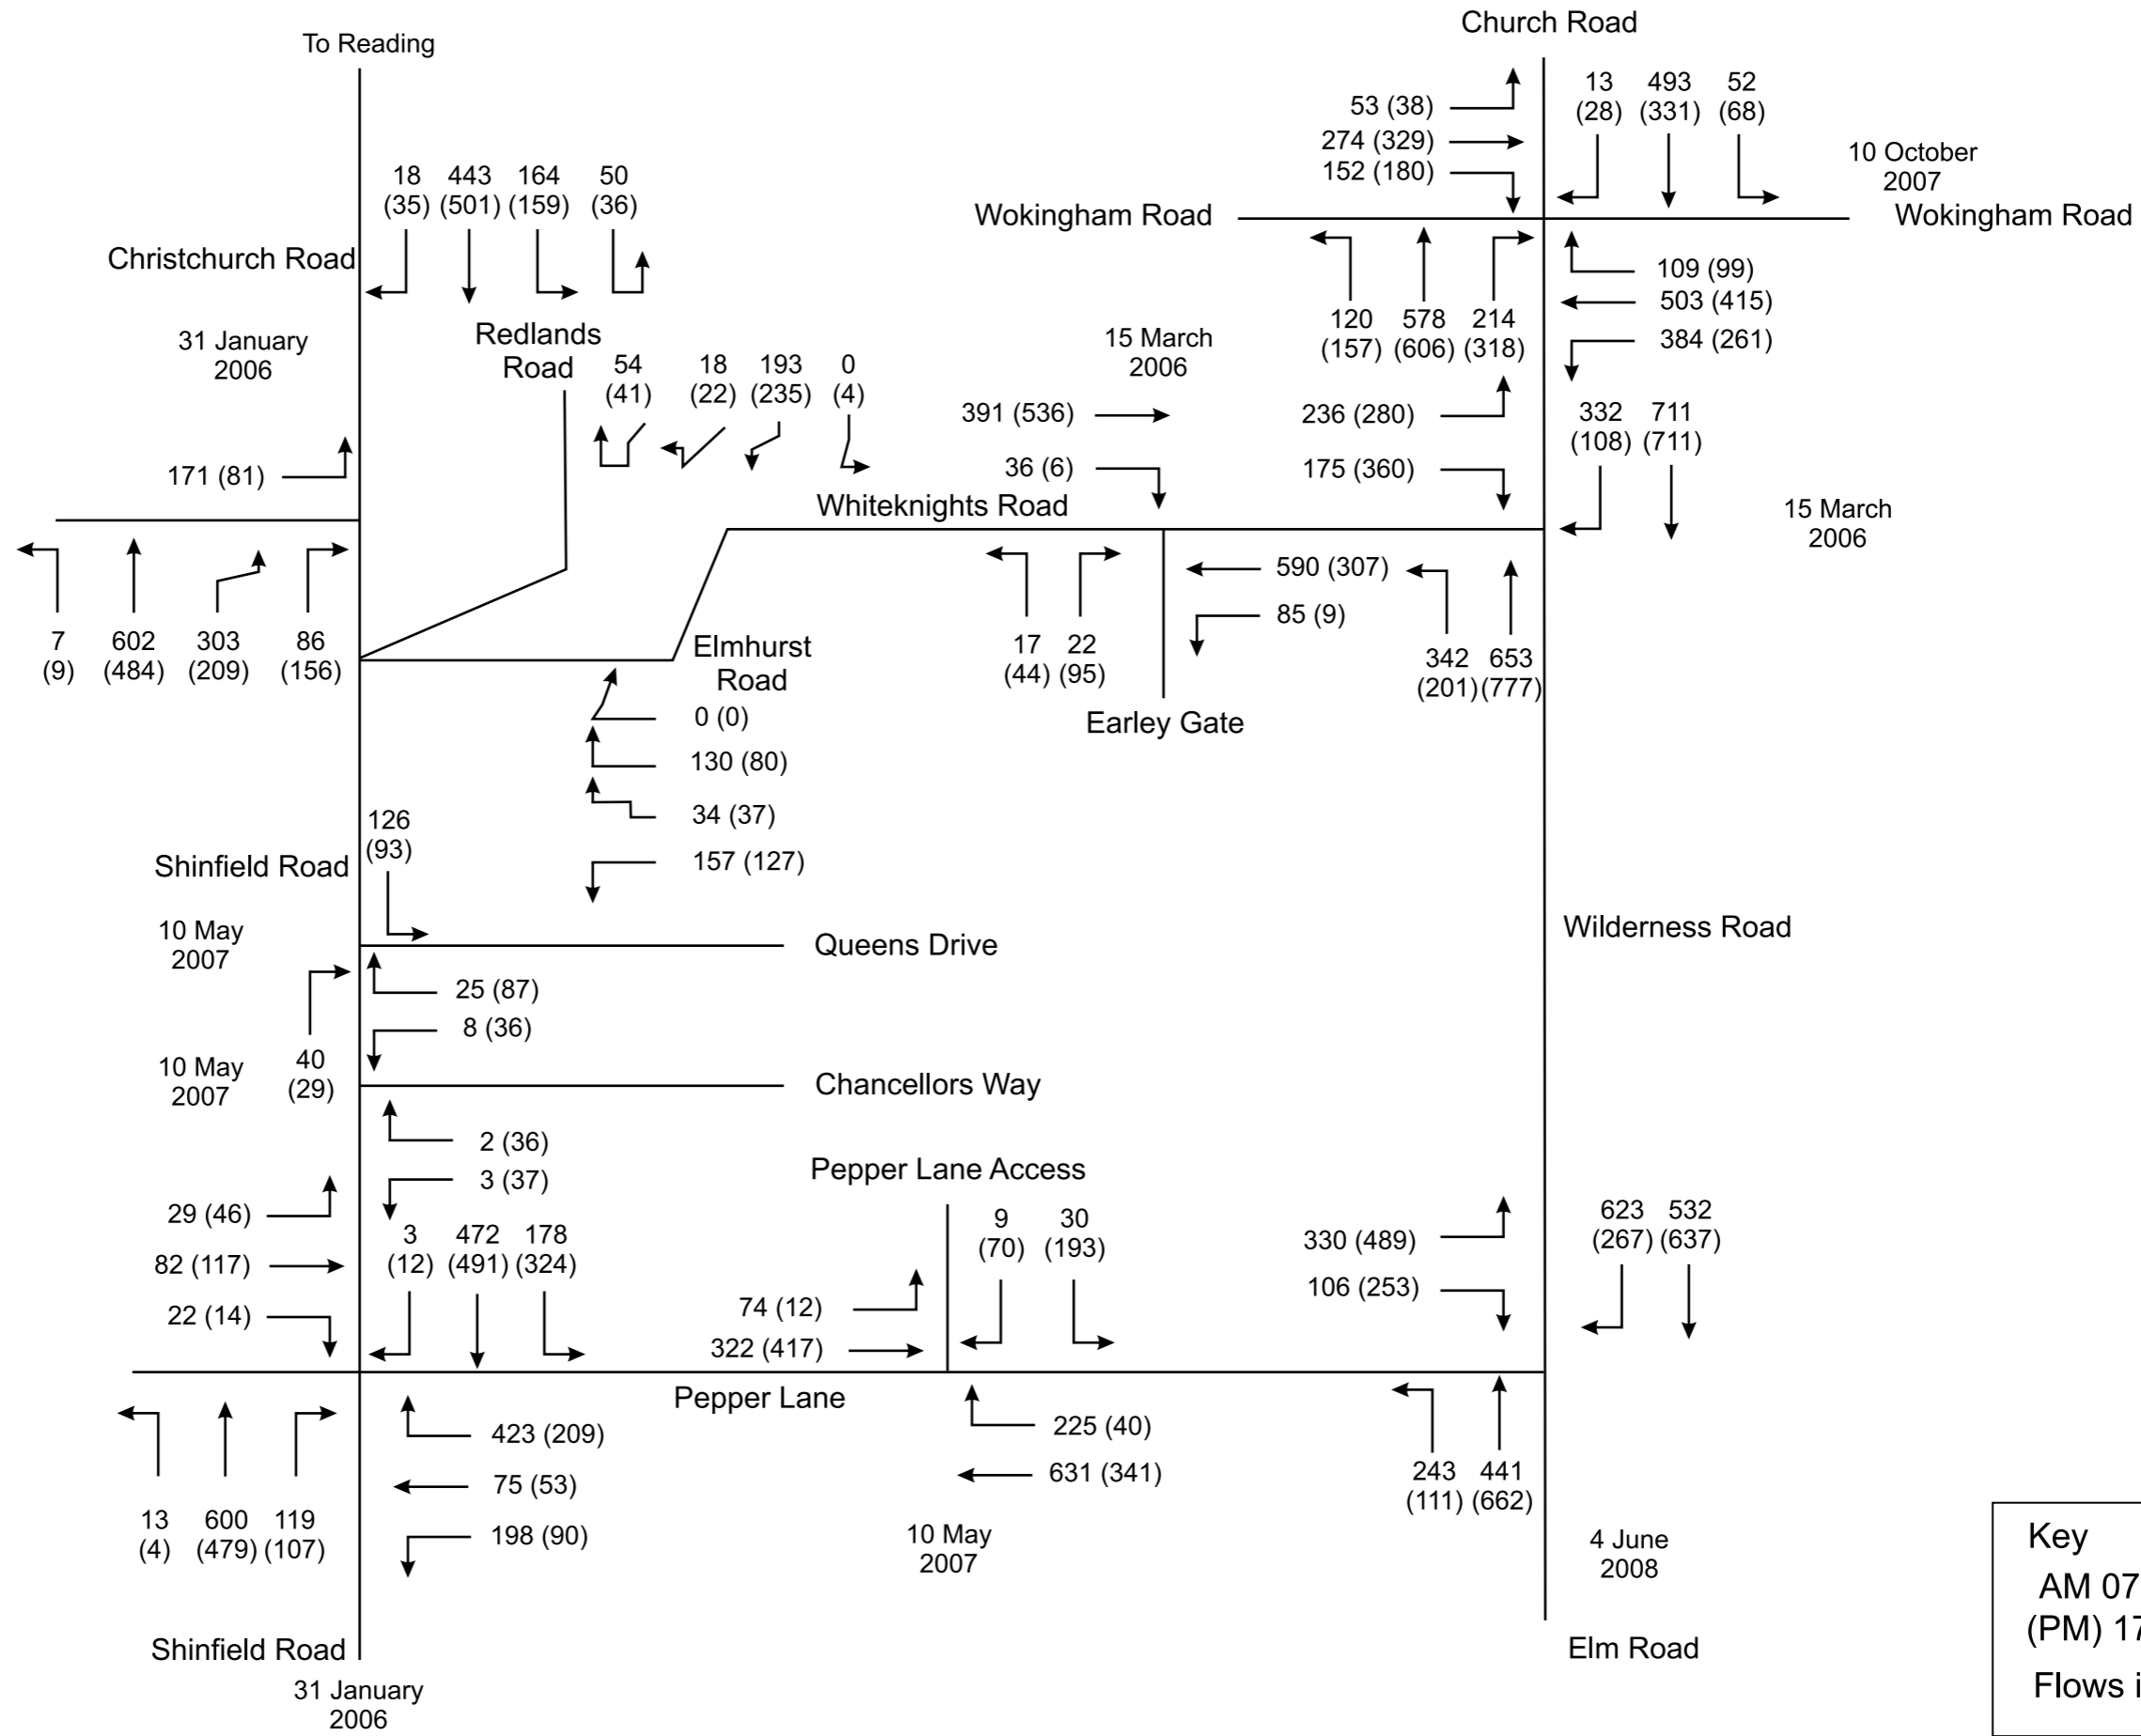 Church Road
To Reading
53 (38)
274 (329)
152 (180)
13 493 52
(28) (331) (68)
10 October
2007
Wokingham Road
Wokingham Road
18 443 164 50
(35) (501) (159) (36)
Christchurch Road
31 January
2006
Redlands
Road
54 18 193 0
(41) (22) (235) (4)
15 March
2006
120 578 214
(157) (606) (318)
109 (99)
503 (415)
384 (261)
391 (536)
36 (6)
236 (280)
175 (360)
332 711
(108) (711)
171 (81)
Whiteknights Road
15 March
2006
7 602 303 86
(9) (484) (209) (156)
Elmhurst
Road
17 22
(44) (95)
590 (307)
85 (9)
342 653
(201) (777)
Earley Gate
0 (0)
130 (80)
34 (37)
157 (127)
126
(93)
Shinfield Road
Wilderness Road
10 May
2007
Queens Drive
25 (87)
8 (36)
40
(29)
10 May
2007
Chancellors Way
2 (36)
3 (37)
Pepper Lane Access
29 (46)
82 (117)
22 (14)
3 472 178
(12) (491) (324)
9 30
(70) (193)
74 (12)
322 (417)
330 (489)
106 (253)
623 532
(267) (637)
Pepper Lane
423 (209)
75 (53)
198 (90)
225 (40)
631 (341)
243 441
(111) (662)
13 600 119
(4) (479) (107)
10 May
2007
4 June
2008
Key
AM 07
(PM) 17
Flows i
Shinfield Road
Elm Road
31 January
2006